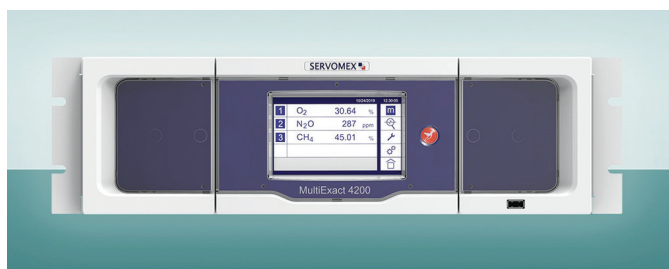 SERVOMEX
10/24/2019 12:30:00
1 O2 30.64 %
2 N2O 287 ppm
3 CH4 45.01 %
m
MultiExact 4200